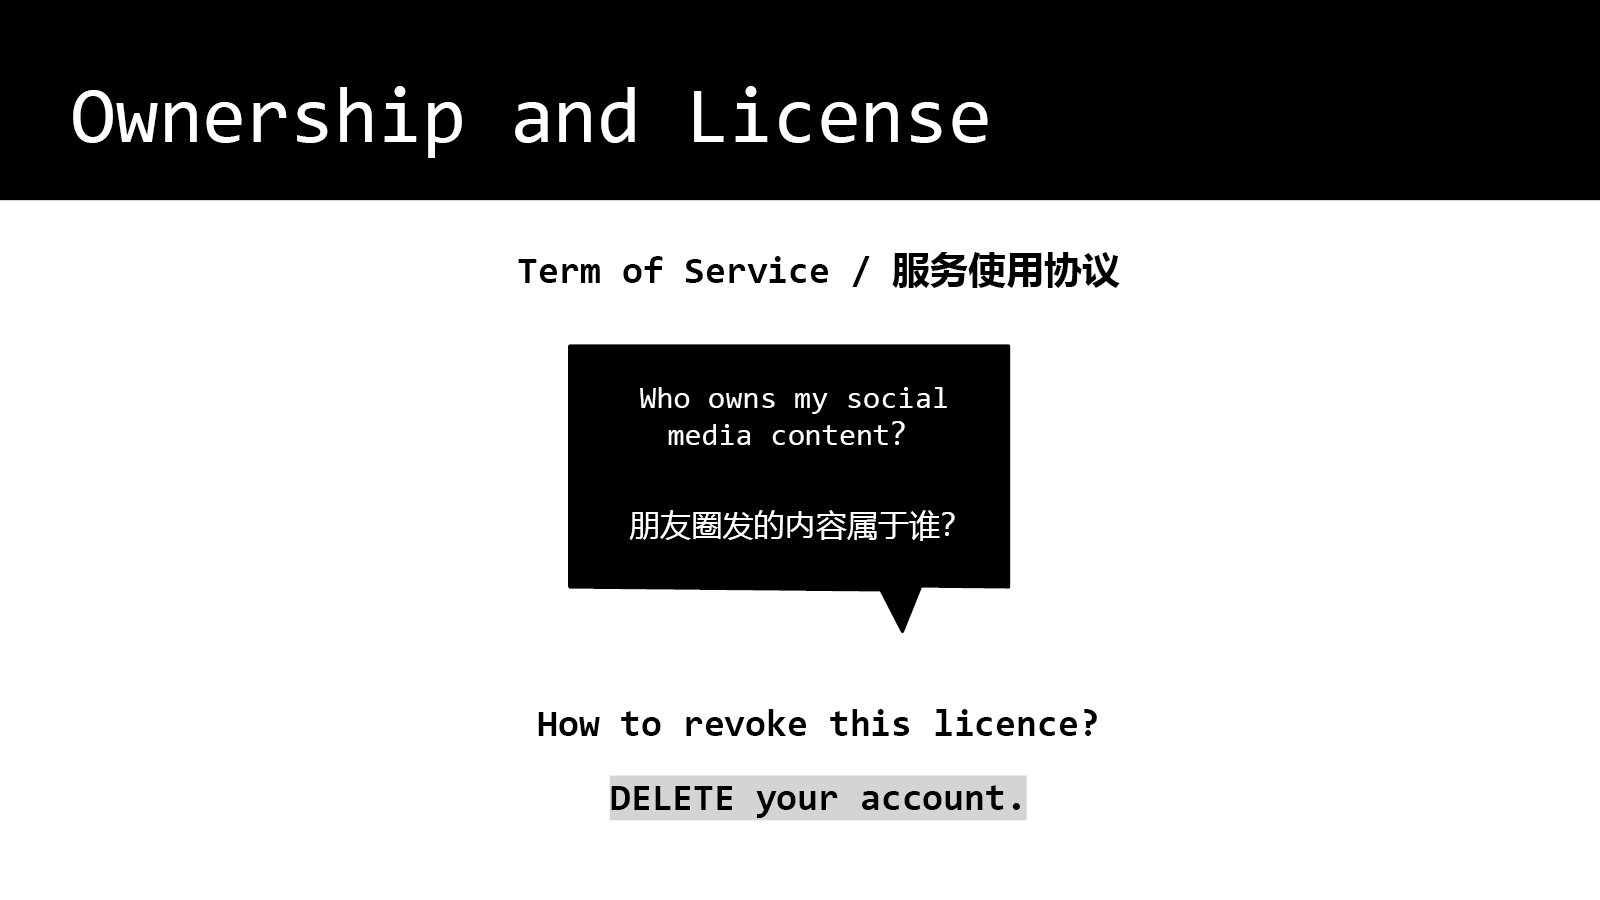 Ownership and License
Term of Service / 服务使用协议
Who owns my social
media content?
朋友圈发的内容属于谁?
How to revoke this licence?
DELETE your account.